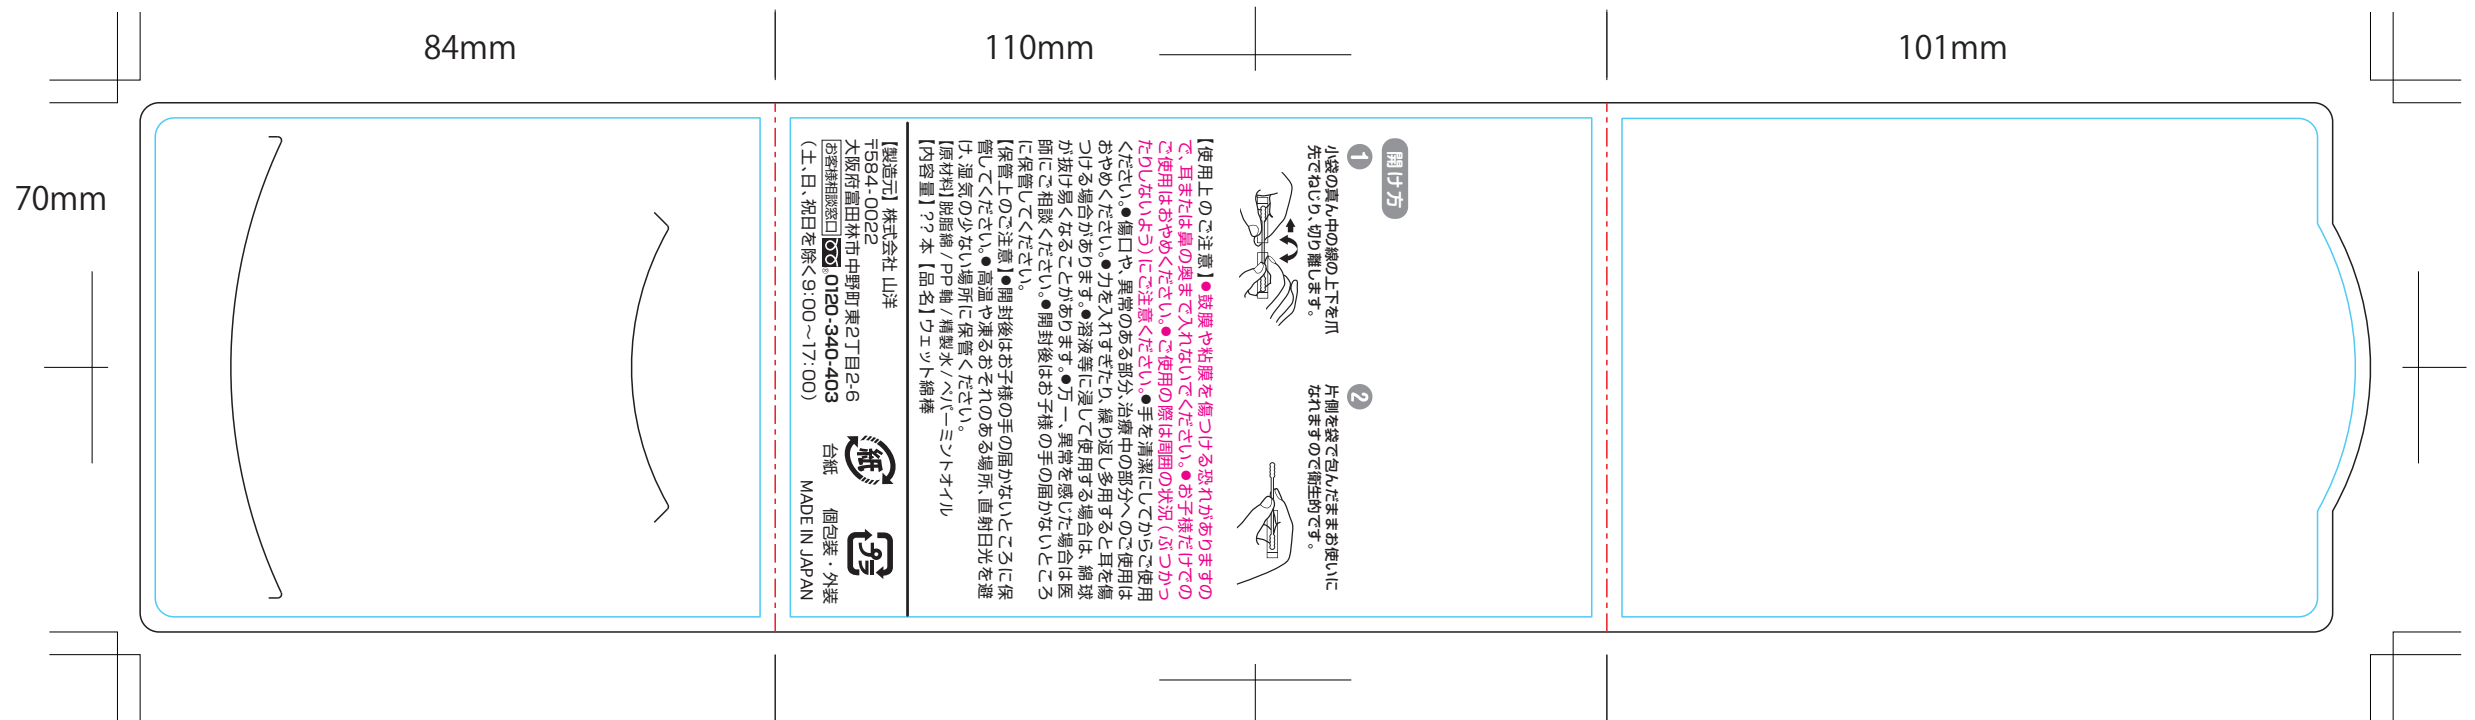 84mm
110mm
101mm
70mm
開け方
1
小袋の真ん中の線の上下を爪
先でねじり、切り離します。
2
片側を袋で包んだままお使いに
なれますので衛生的です。
【使用上のご注意】●鼓膜や粘膜を傷つける恐れがありますの
で、耳または鼻の奥まで入れないでください。●お子様だけでの
ご使用はおやめください。●ご使用の際は周囲の状況(ぶつかっ
たりしないよう)にご注意ください。●手を清潔にしてからご使用
ください。●傷口や、異常のある部分、治療中の部分へのご使用は
おやめください。●力を入れすぎたり、繰り返し多用すると耳を傷
つける場合があります。●溶液等に浸して使用する場合は、綿球
が抜け易くなることがあります。●万一、異常を感じた場合は医
師にご相談ください。●開封後はお子様の手の届かないところ
に保管してください。
【保管上のご注意】●開封後はお子様の手の届かないところに保
管してください。●高温や凍るおそれのある場所、直射日光を避
け、湿気の少ない場所に保管ください。
【原材料】脱脂綿/PP軸/精製水/ペパーミントオイル
【内容量】??本【品名】ウェット綿棒
【製造元】株式会社 山洋
〒584-0022
大阪府富田林市中野町東2丁目2-6
お客様相談窓口 0120-340-403
(土、日、祝日を除く9:00～17:00)
紙
台紙
プラ
個包装・外装
MADE IN JAPAN